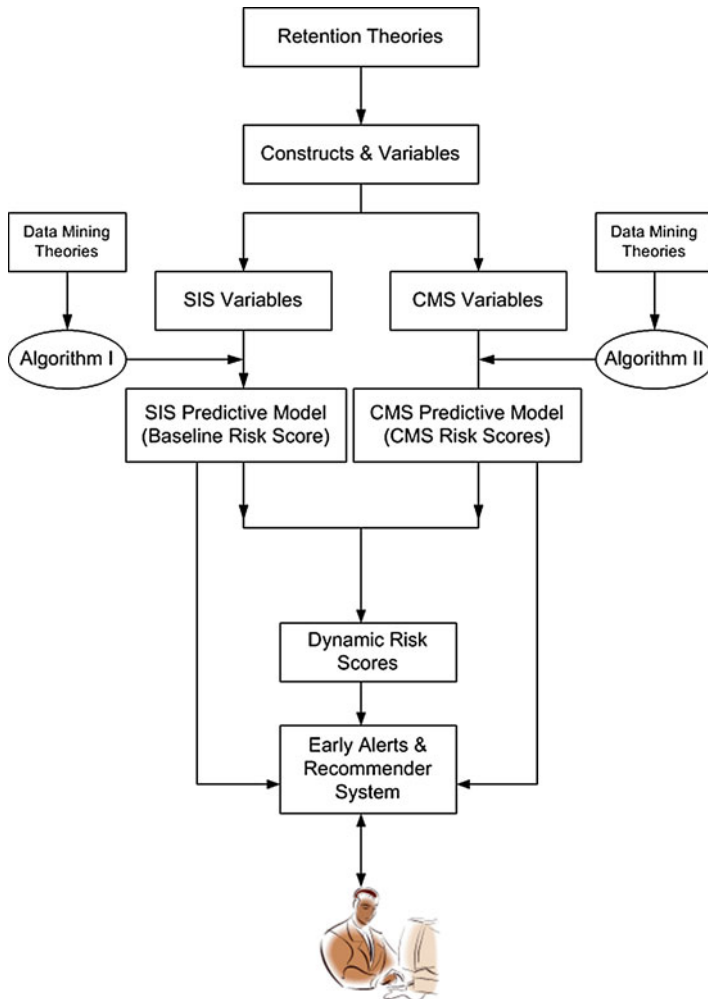 Retention Theories
Constructs & Variables
Data Mining
Theories
Data Mining
Theories
SIS Variables
CMS Variables
Algorithm I
Algorithm II
SIS Predictive Model
(Baseline Risk Score)
CMS Predictive Model
(CMS Risk Scores)
Dynamic Risk
Scores
Early Alerts &
Recommender
System